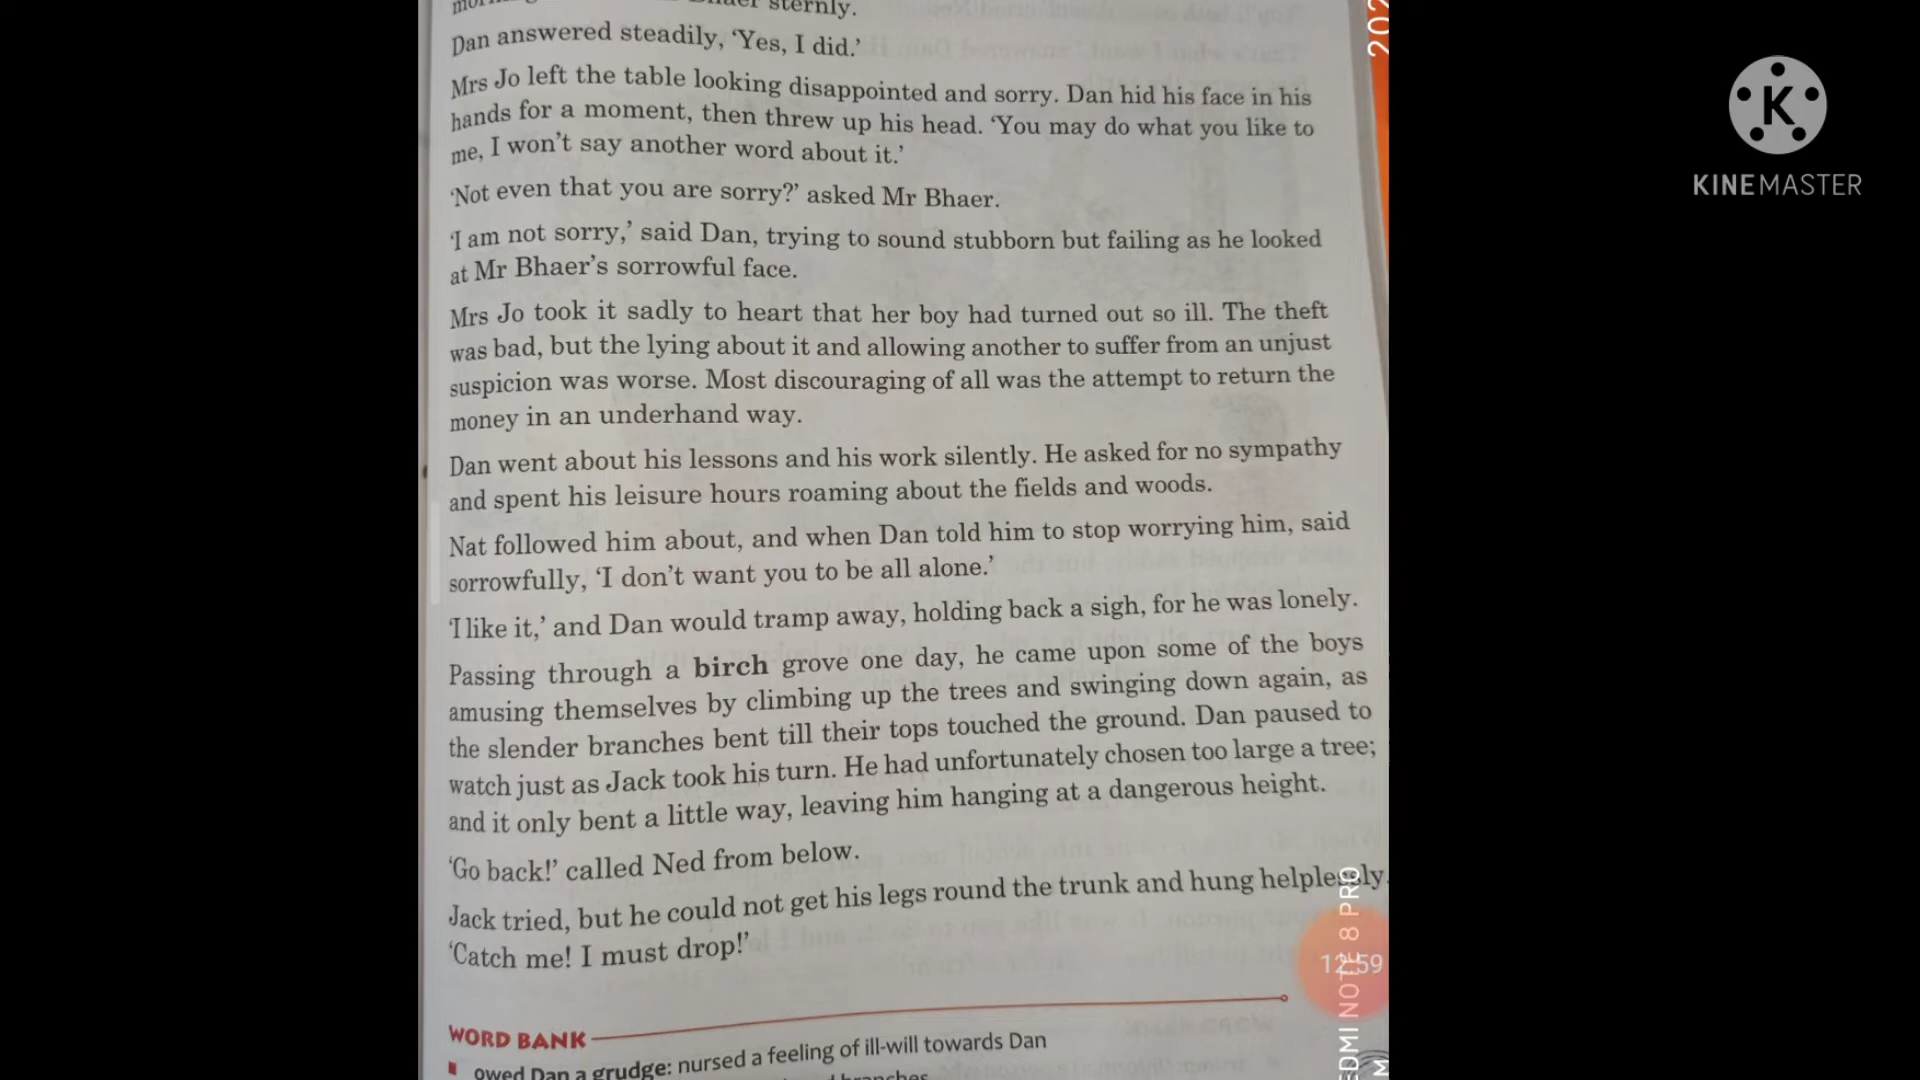 sternly.
Dan answered steadily, ‘Yes, I did.’
Mrs Jo left the table looking disappointed and sorry. Dan hid his face in his
hands for a moment, then threw up his head. ‘You may do what you like to
me, I won’t say another word about it.’
‘Not even that you are sorry?’ asked Mr Bhaer.
‘I am not sorry,’ said Dan, trying to sound stubborn but failing as he looked
at Mr Bhaer’s sorrowful face.
Mrs Jo took it sadly to heart that her boy had turned out so ill. The theft
was bad, but the lying about it and allowing another to suffer from an unjust
suspicion was worse. Most discouraging of all was the attempt to return the
money in an underhand way.
Dan went about his lessons and his work silently. He asked for no sympathy
and spent his leisure hours roaming about the fields and woods.
Nat followed him about, and when Dan told him to stop worrying him, said
sorrowfully, ‘I don’t want you to be all alone.’
‘I like it,’ and Dan would tramp away, holding back a sigh, for he was lonely.
Passing through a birch grove one day, he came upon some of the boys
amusing themselves by climbing up the trees and swinging down again, as
the slender branches bent till their tops touched the ground. Dan paused to
watch just as Jack took his turn. He had unfortunately chosen too large a tree;
and it only bent a little way, leaving him hanging at a dangerous height.
‘Go back!’ called Ned from below.
Jack tried, but he could not get his legs round the trunk and hung helplessly.
‘Catch me! I must drop!’
WORD BANK
owed Dan a grudge: nursed a feeling of ill-will towards Dan
branches
202
12:59
NOTE 8 PRO
M
K
KINEMASTER